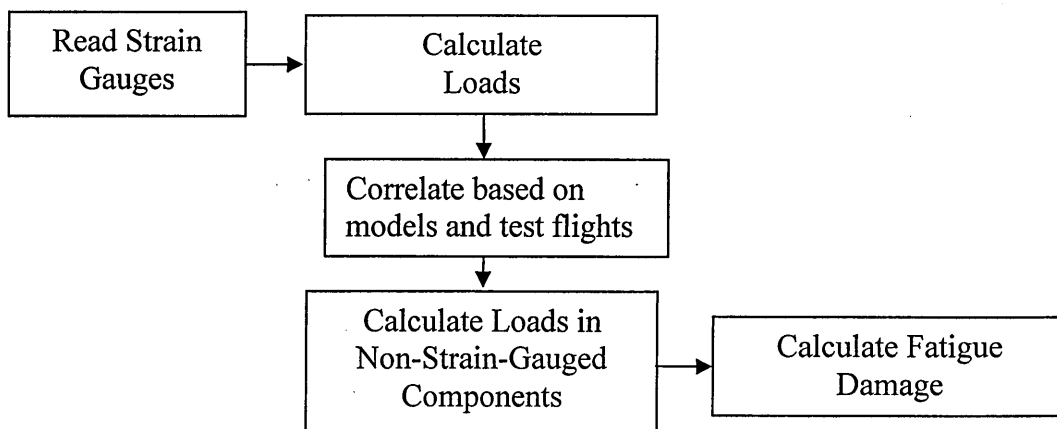 Read Strain
Gauges
Calculate
Loads
Correlate based on
models and test flights
Calculate Loads in
Non-Strain-Gauged
Components
Calculate Fatigue
Damage